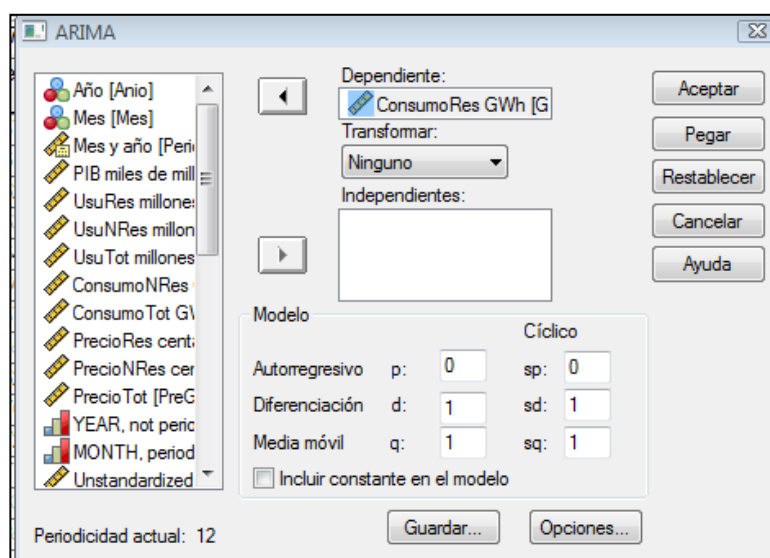 ARIMA
Año [Anio]
Mes [Mes]
Mes y año [Peri
PIB miles de mill
UsuRes millone
UsuNRes millon
UsuTot millones
ConsumoNRes
ConsumoTot GV
PrecioRes cent
PrecioNRes cer
PrecioTot [PreG
YEAR, not peric
MONTH, period
Unstandardized
Periodicidad actual: 12
Dependiente:
ConsumoRes GWh [G
Transformar:
Ninguno
Independientes:
Modelo
Cíclico
Autorregresivo p: 0 sp: 0
Diferenciación d: 1 sd: 1
Media móvil q: 1 sq: 1
Incluir constante en el modelo
Guardar... Opciones...
Aceptar
Pegar
Restablecer
Cancelar
Ayuda